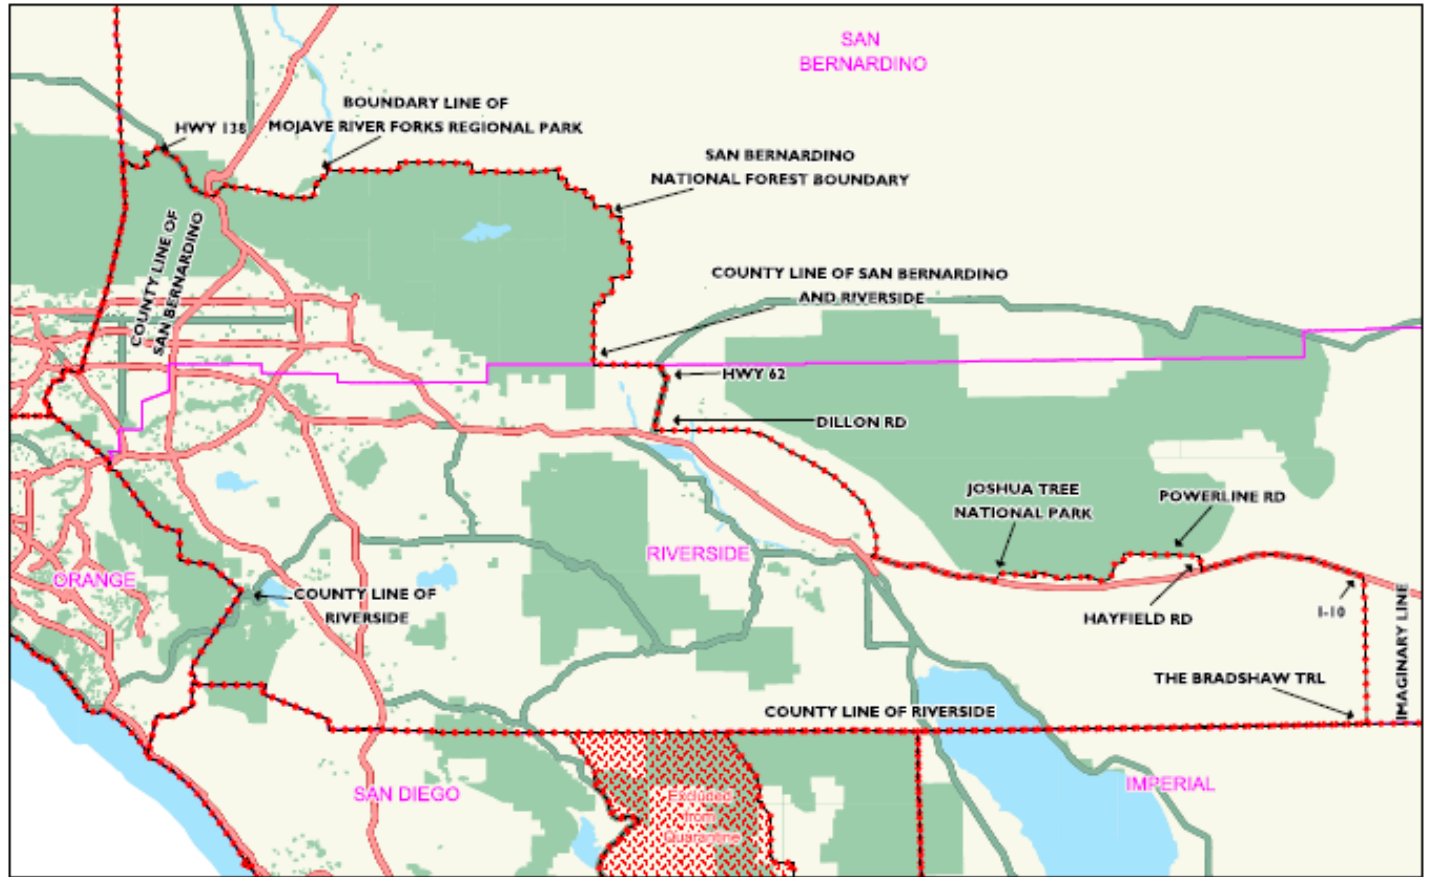 SAN
BERNARDINO
BOUNDARY LINE OF
MOJAVE RIVER FORKS REGIONAL PARK
HWY 138
SAN BERNARDINO
NATIONAL FOREST BOUNDARY
COUNTY LINE OF
SAN BERNARDINO
COUNTY LINE OF SAN BERNARDINO
AND RIVERSIDE
HWY 62
DILLON RD
JOSHUA TREE
NATIONAL PARK
POWERLINE RD
RIVERSIDE
ORANGE
COUNTY LINE OF
RIVERSIDE
HAYFIELD RD
I-10
IMAGINARY LINE
THE BRADSHAW TRL
COUNTY LINE OF RIVERSIDE
SAN DIEGO
IMPERIAL
Excluded
from
Quarantine